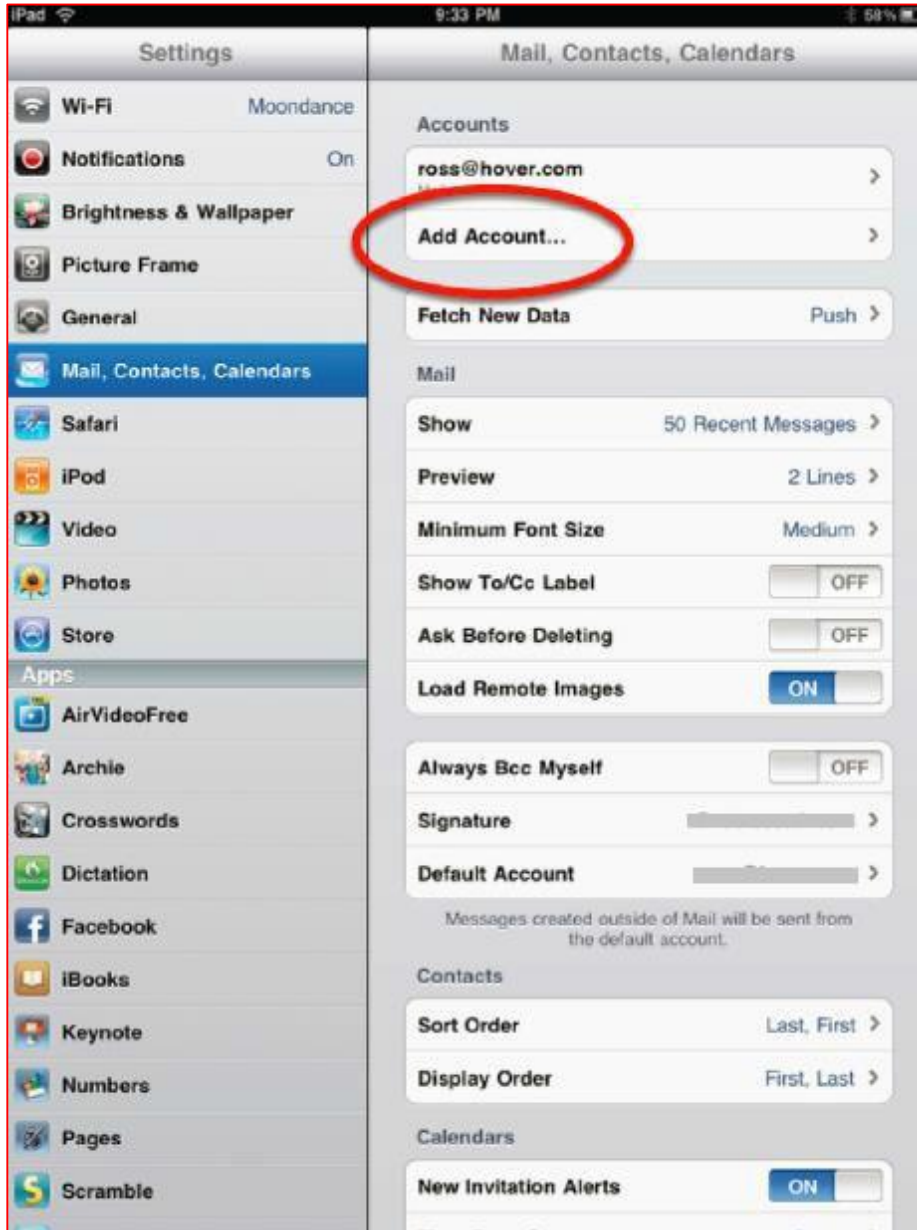 iPad 9:33 PM 58%
Settings
Wi-Fi Moondance
Notifications On
Brightness & Wallpaper
Picture Frame
General
Mail, Contacts, Calendars
Safari
iPod
Video
Photos
Store
Apps
AirVideoFree
Archie
Crosswords
Dictation
Facebook
iBooks
Keynote
Numbers
Pages
Scramble
Mail, Contacts, Calendars
Accounts
ross@hover.com
Add Account...
Fetch New Data Push
Mail
Show 50 Recent Messages
Preview 2 Lines
Minimum Font Size Medium
Show To/Cc Label OFF
Ask Before Deleting OFF
Load Remote Images ON
Always Bcc Myself OFF
Signature
Default Account
Messages created outside of Mail will be sent from
the default account.
Contacts
Sort Order Last, First
Display Order First, Last
Calendars
New Invitation Alerts ON